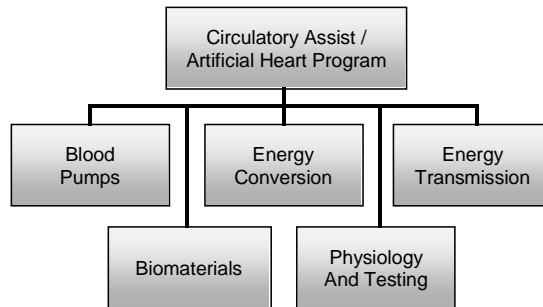 Circulatory Assist /
Artificial Heart Program
Blood
Pumps
Energy
Conversion
Energy
Transmission
Biomaterials
Physiology
And Testing